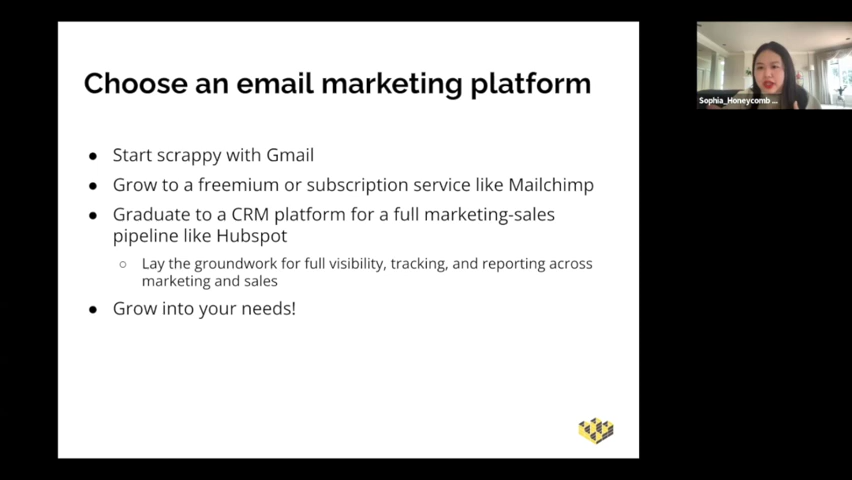 Choose an email marketing platform
Sophia_Honeycomb ...
● Start scrappy with Gmail
● Grow to a freemium or subscription service like Mailchimp
● Graduate to a CRM platform for a full marketing-sales
pipeline like Hubspot
○ Lay the groundwork for full visibility, tracking, and reporting across
marketing and sales
● Grow into your needs!